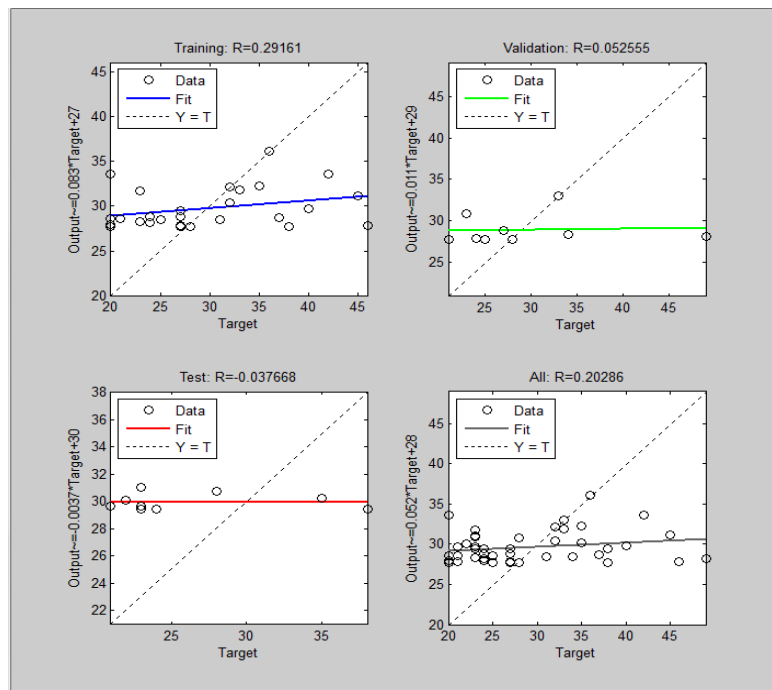 Training: R=0.29161
Output~=0.083*Target+27
45
40
35
30
25
20
Data
Fit
Y = T
20 25 30 35 40 45
Target
Validation: R=0.052555
Output~=0.011*Target+29
45
40
35
30
25
Data
Fit
Y = T
25 30 35 40 45
Target
Test: R=-0.037668
Output~=-0.0037*Target+30
38
36
34
32
30
28
26
24
22
Data
Fit
Y = T
25 30 35
Target
All: R=0.20286
Output~=0.052*Target+28
45
40
35
30
25
20
Data
Fit
Y = T
20 25 30 35 40 45
Target